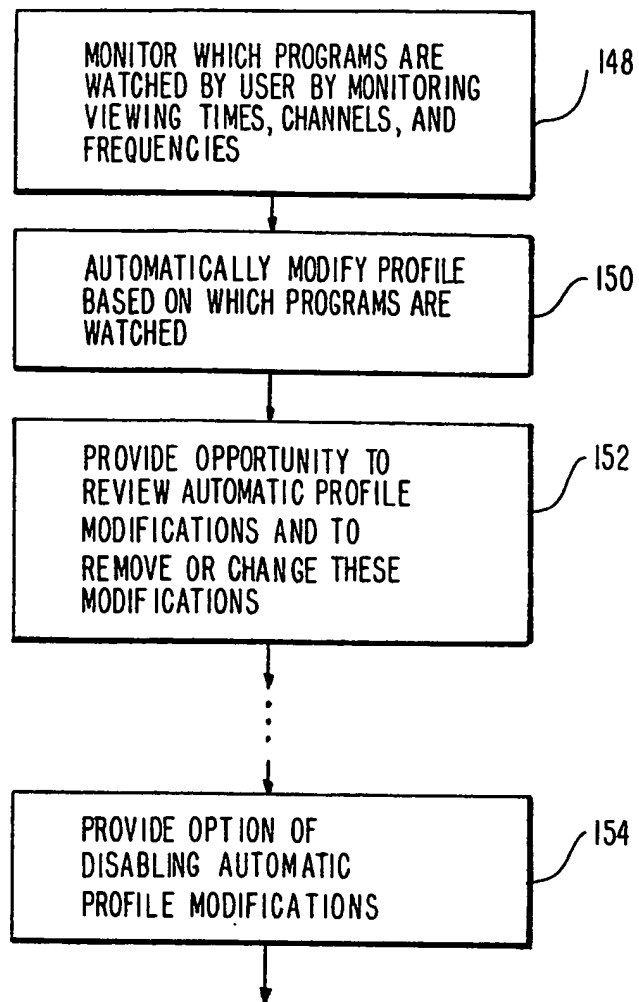 MONITOR WHICH PROGRAMS ARE
WATCHED BY USER BY MONITORING
VIEWING TIMES, CHANNELS, AND
FREQUENCIES
148
AUTOMATICALLY MODIFY PROFILE
BASED ON WHICH PROGRAMS ARE
WATCHED
150
PROVIDE OPPORTUNITY TO
REVIEW AUTOMATIC PROFILE
MODIFICATIONS AND TO
REMOVE OR CHANGE THESE
MODIFICATIONS
152
PROVIDE OPTION OF
DISABLING AUTOMATIC
PROFILE MODIFICATIONS
154